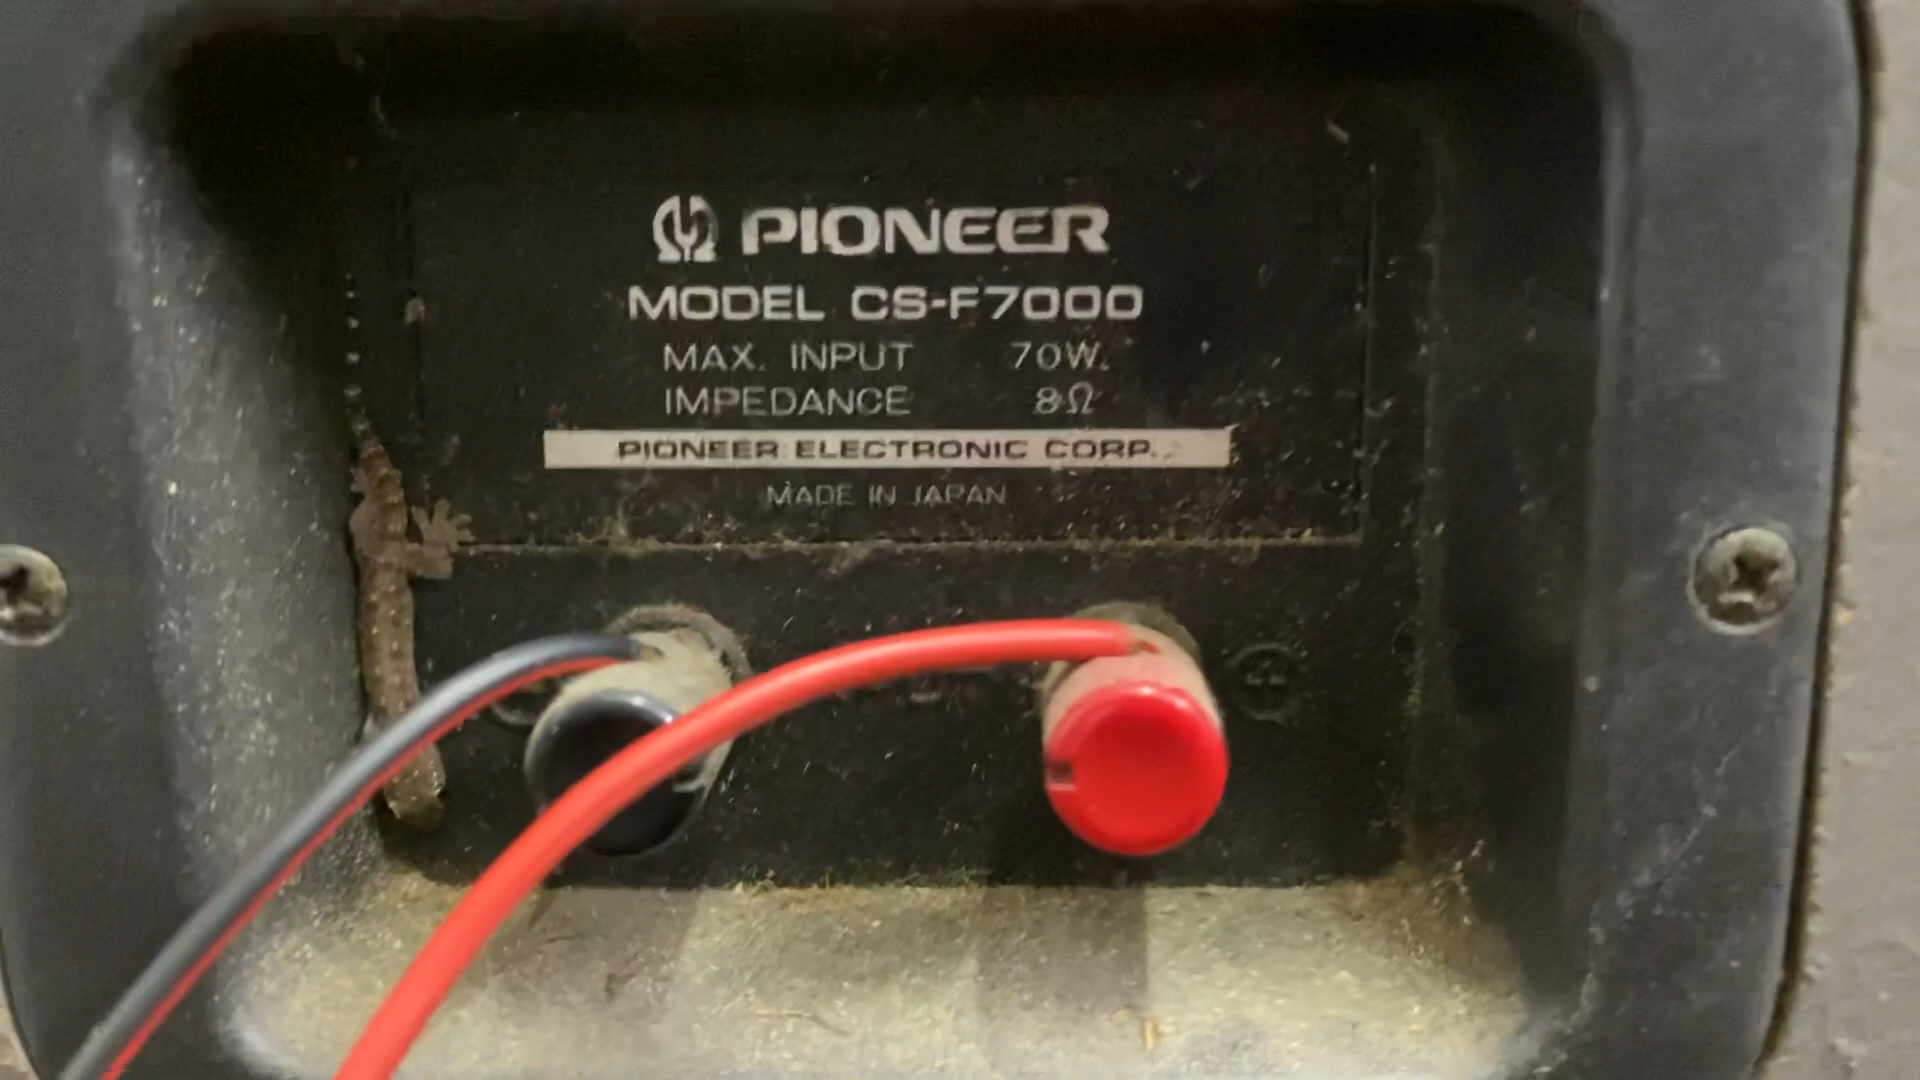 PIONEER
MODEL CS-F7000
MAX. INPUT 70W.
IMPEDANCE 8Ω
PIONEER ELECTRONIC CORP.
MADE IN JAPAN